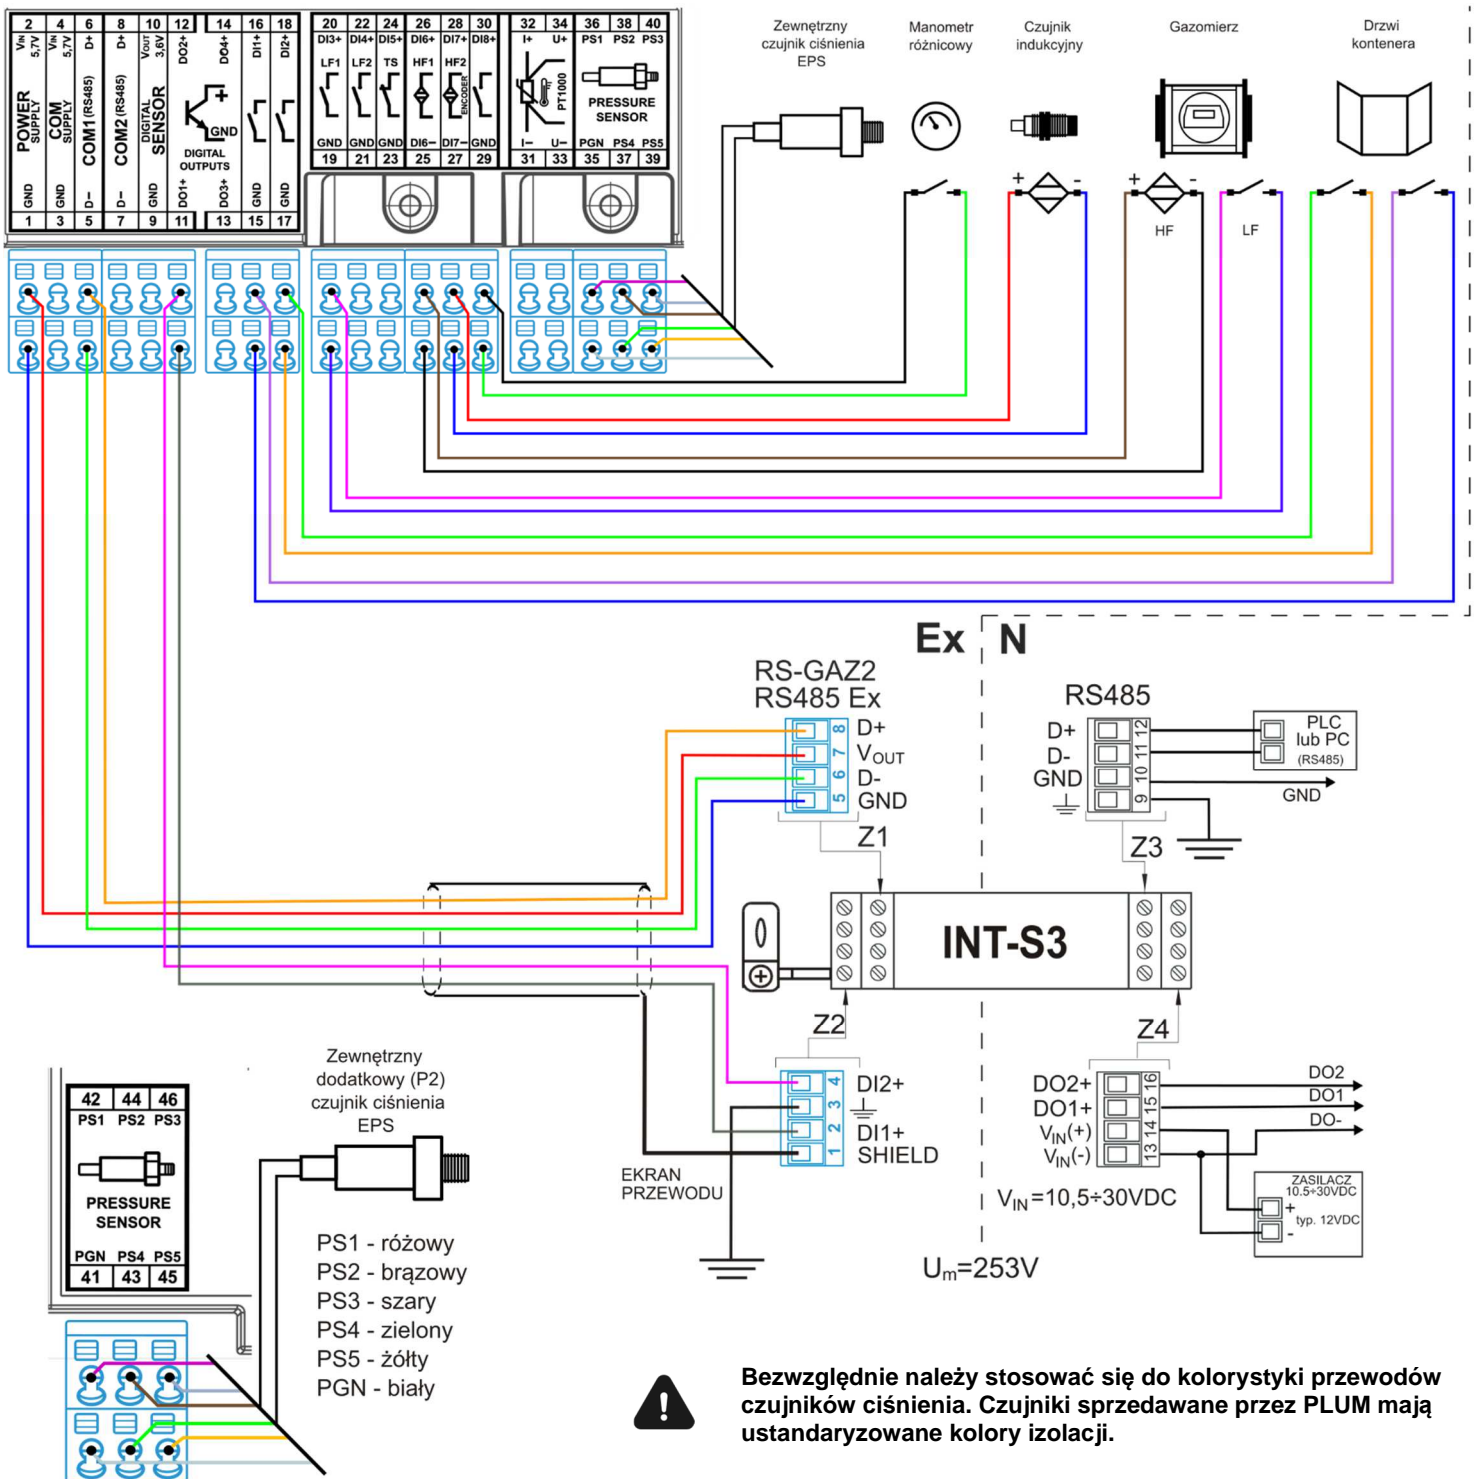 2 4 6 8 10 12 14 16 18
VIN 5,7V VIN 5,7V D+ D+ VOUT 3,6V DO2+ DO4+ DI1+ DI2+
POWER SUPPLY
COM SUPPLY
COM1 (RS485)
COM2 (RS485)
DIGITAL SENSOR
+
GND
DIGITAL OUTPUTS
GND GND D− D− GND DO1+ DO3+ GND GND
1 3 5 7 9 11 13 15 17
20 22 24 26 28 30 32 34 36 38 40
DI3+ DI4+ DI5+ DI6+ DI7+ DI8+ I+ U+ PS1 PS2 PS3
LF1 LF2 TS HF1 HF2
ENCODER
PT1000
PRESSURE
SENSOR
GND GND GND DI6− DI7− GND I− U− PGN PS4 PS5
19 21 23 25 27 29 31 33 35 37 39
Zewnętrzny
czujnik ciśnienia
EPS
Manometr
różnicowy
Czujnik
indukcyjny
Gazomierz
Drzwi
kontenera
+ -
+ -
HF
LF
Ex N
RS-GAZ2
RS485 Ex
8 D+
7 VOUT
6 D-
5 GND
Z1
RS485
D+ 12
D- 11
GND 10
9
PLC
lub PC
(RS485)
GND
Z3
INT-S3
Z2
Z4
4 DI2+
3
2 DI1+
1 SHIELD
EKRAN
PRZEWODU
DO2+ 16
DO1+ 15
VIN(+) 14
VIN(-) 13
DO2
DO1
DO-
ZASILACZ
10.5÷30VDC
+
typ. 12VDC
-
VIN=10,5÷30VDC
Um=253V
42 44 46
PS1 PS2 PS3
PRESSURE
SENSOR
PGN PS4 PS5
41 43 45
Zewnętrzny
dodatkowy (P2)
czujnik ciśnienia
EPS
PS1 - różowy
PS2 - brązowy
PS3 - szary
PS4 - zielony
PS5 - żółty
PGN - biały
Bezwzględnie należy stosować się do kolorystyki przewodów
czujników ciśnienia. Czujniki sprzedawane przez PLUM mają
ustandaryzowane kolory izolacji.